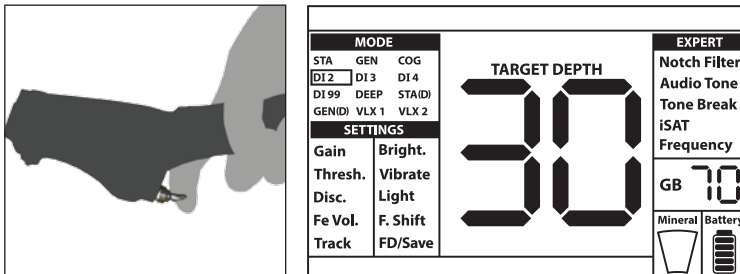 MODE
STA GEN COG
DI 2 DI 3 DI 4
DI 99 DEEP STA(D)
GEN(D) VLX 1 VLX 2
SETTINGS
Gain Bright.
Thresh. Vibrate
Disc. Light
Fe Vol. F. Shift
Track FD/Save
TARGET DEPTH
30
EXPERT
Notch Filter
Audio Tone
Tone Break
iSAT
Frequency
GB 70
Mineral Battery